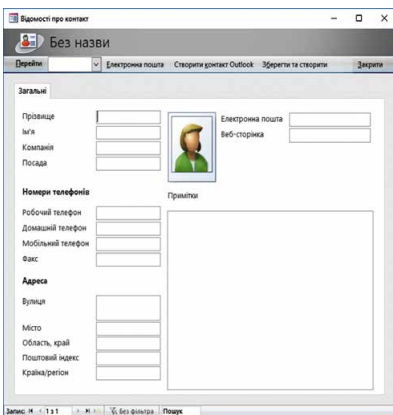 Відомості про контакт
Без назви
Перейти Електронна пошта Створити контакт Outlook Зберегти та створити Закрити
Загальні
Прізвище
Ім'я
Компанія
Посада
Електронна пошта
Веб-сторінка
Номери телефонів
Примітки
Робочий телефон
Домашній телефон
Мобільний телефон
Факс
Адреса
Вулиця
Місто
Область, край
Поштовий індекс
Країна/регіон
Запис: 1 з 1 Без фільтра Пошук